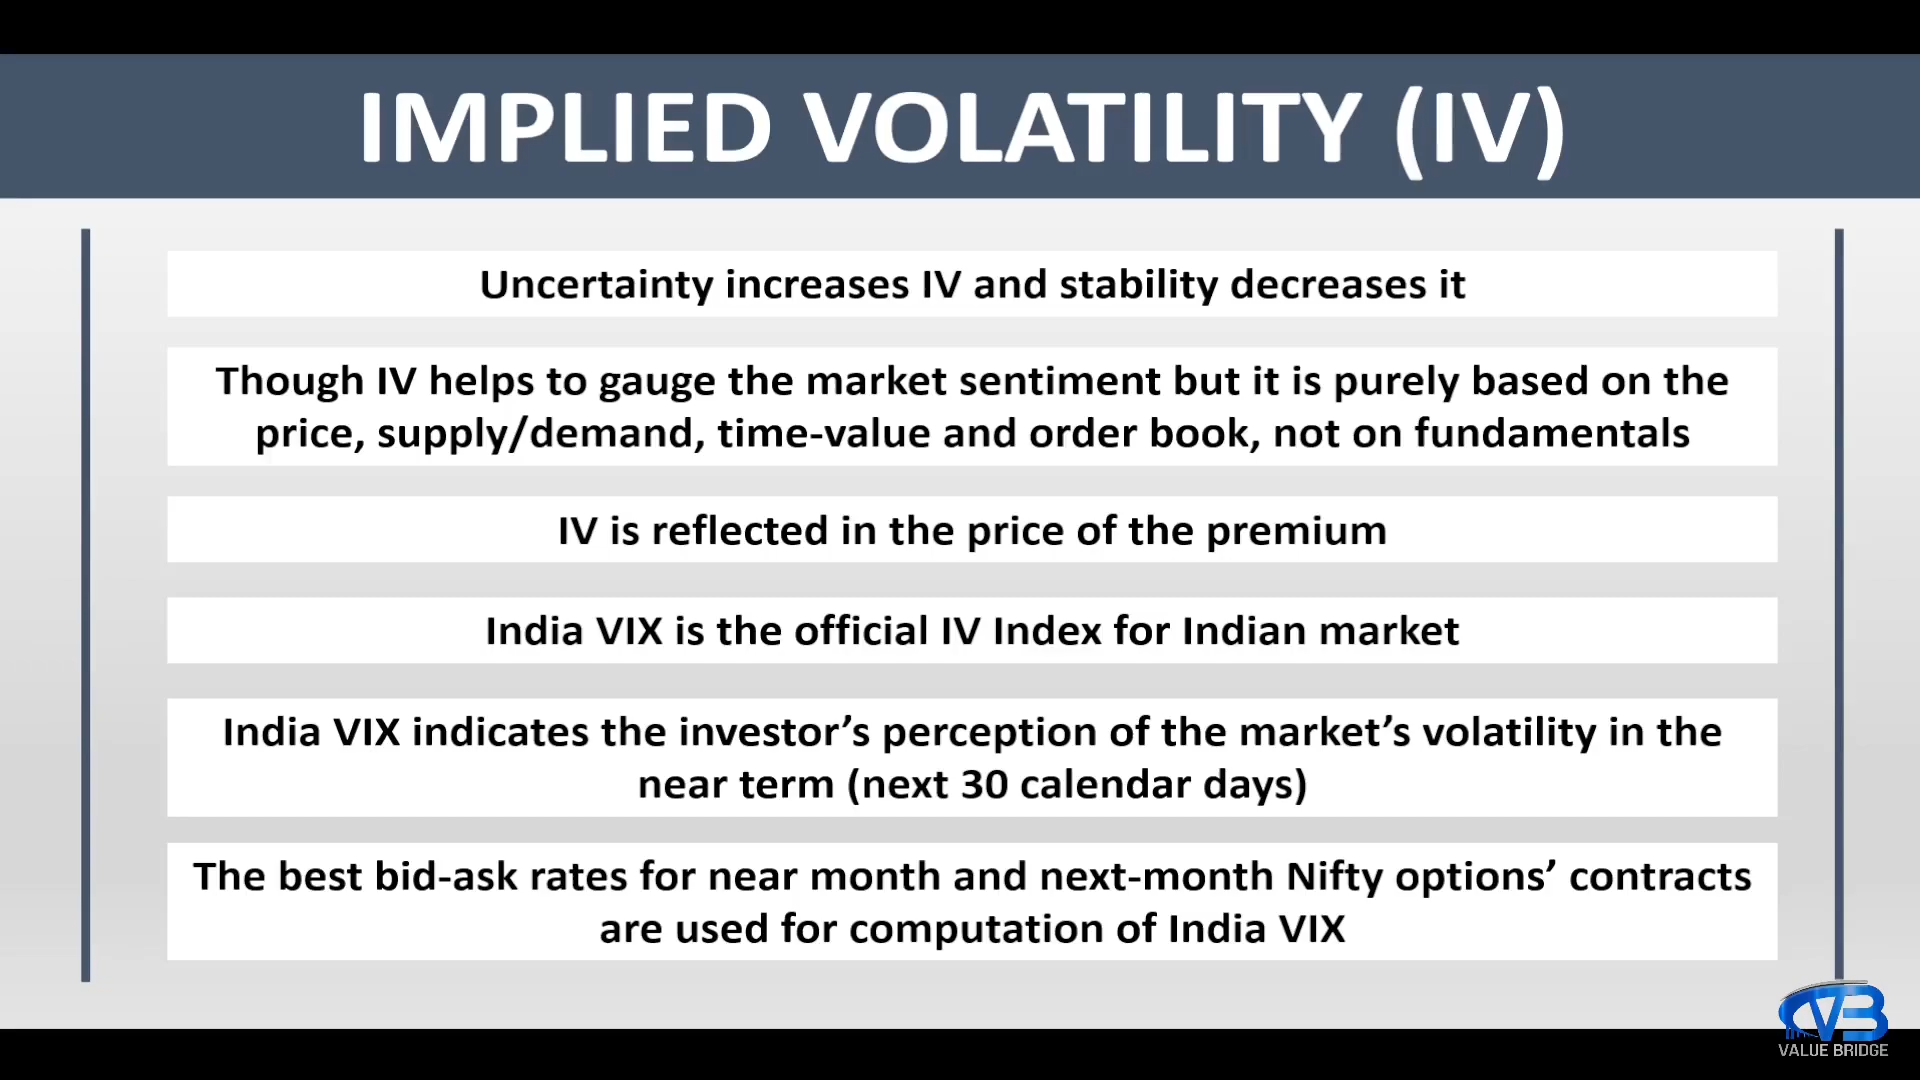 IMPLIED VOLATILITY (IV)
Uncertainty increases IV and stability decreases it
Though IV helps to gauge the market sentiment but it is purely based on the
price, supply/demand, time-value and order book, not on fundamentals
IV is reflected in the price of the premium
India VIX is the official IV Index for Indian market
India VIX indicates the investor’s perception of the market’s volatility in the
near term (next 30 calendar days)
The best bid-ask rates for near month and next-month Nifty options’ contracts
are used for computation of India VIX
VB
VALUE BRIDGE